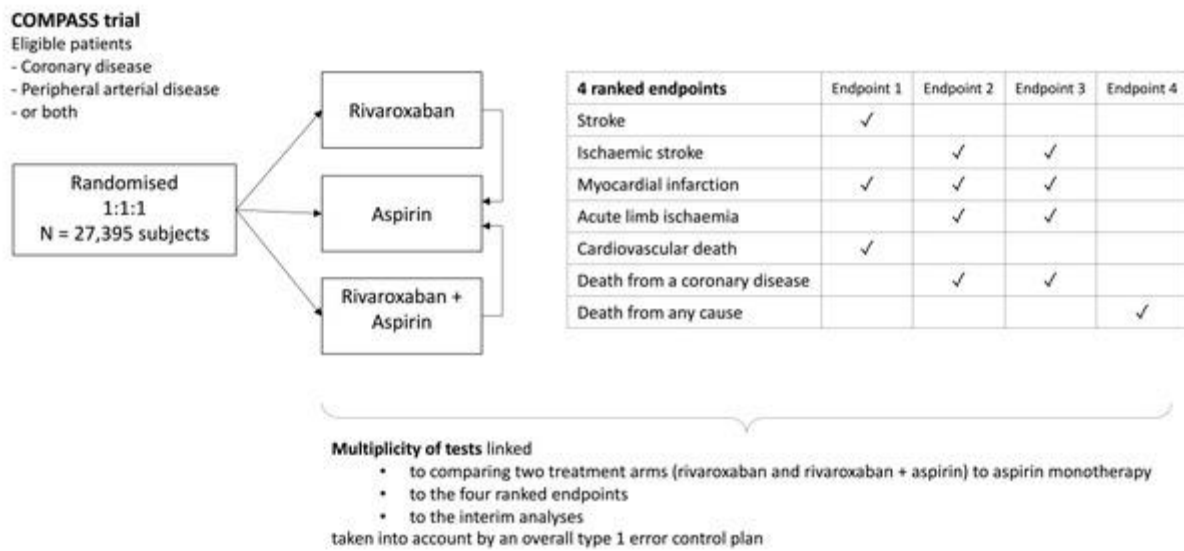 COMPASS trial
Eligible patients
- Coronary disease
- Peripheral arterial disease
- or both
Randomised
1:1:1
N = 27,395 subjects
Rivaroxaban
Aspirin
Rivaroxaban +
Aspirin
4 ranked endpoints Endpoint 1 Endpoint 2 Endpoint 3 Endpoint 4
Stroke ✓
Ischaemic stroke ✓ ✓
Myocardial infarction ✓ ✓ ✓
Acute limb ischaemia ✓ ✓
Cardiovascular death ✓
Death from a coronary disease ✓ ✓
Death from any cause ✓
Multiplicity of tests linked
• to comparing two treatment arms (rivaroxaban and rivaroxaban + aspirin) to aspirin monotherapy
• to the four ranked endpoints
• to the interim analyses
taken into account by an overall type 1 error control plan